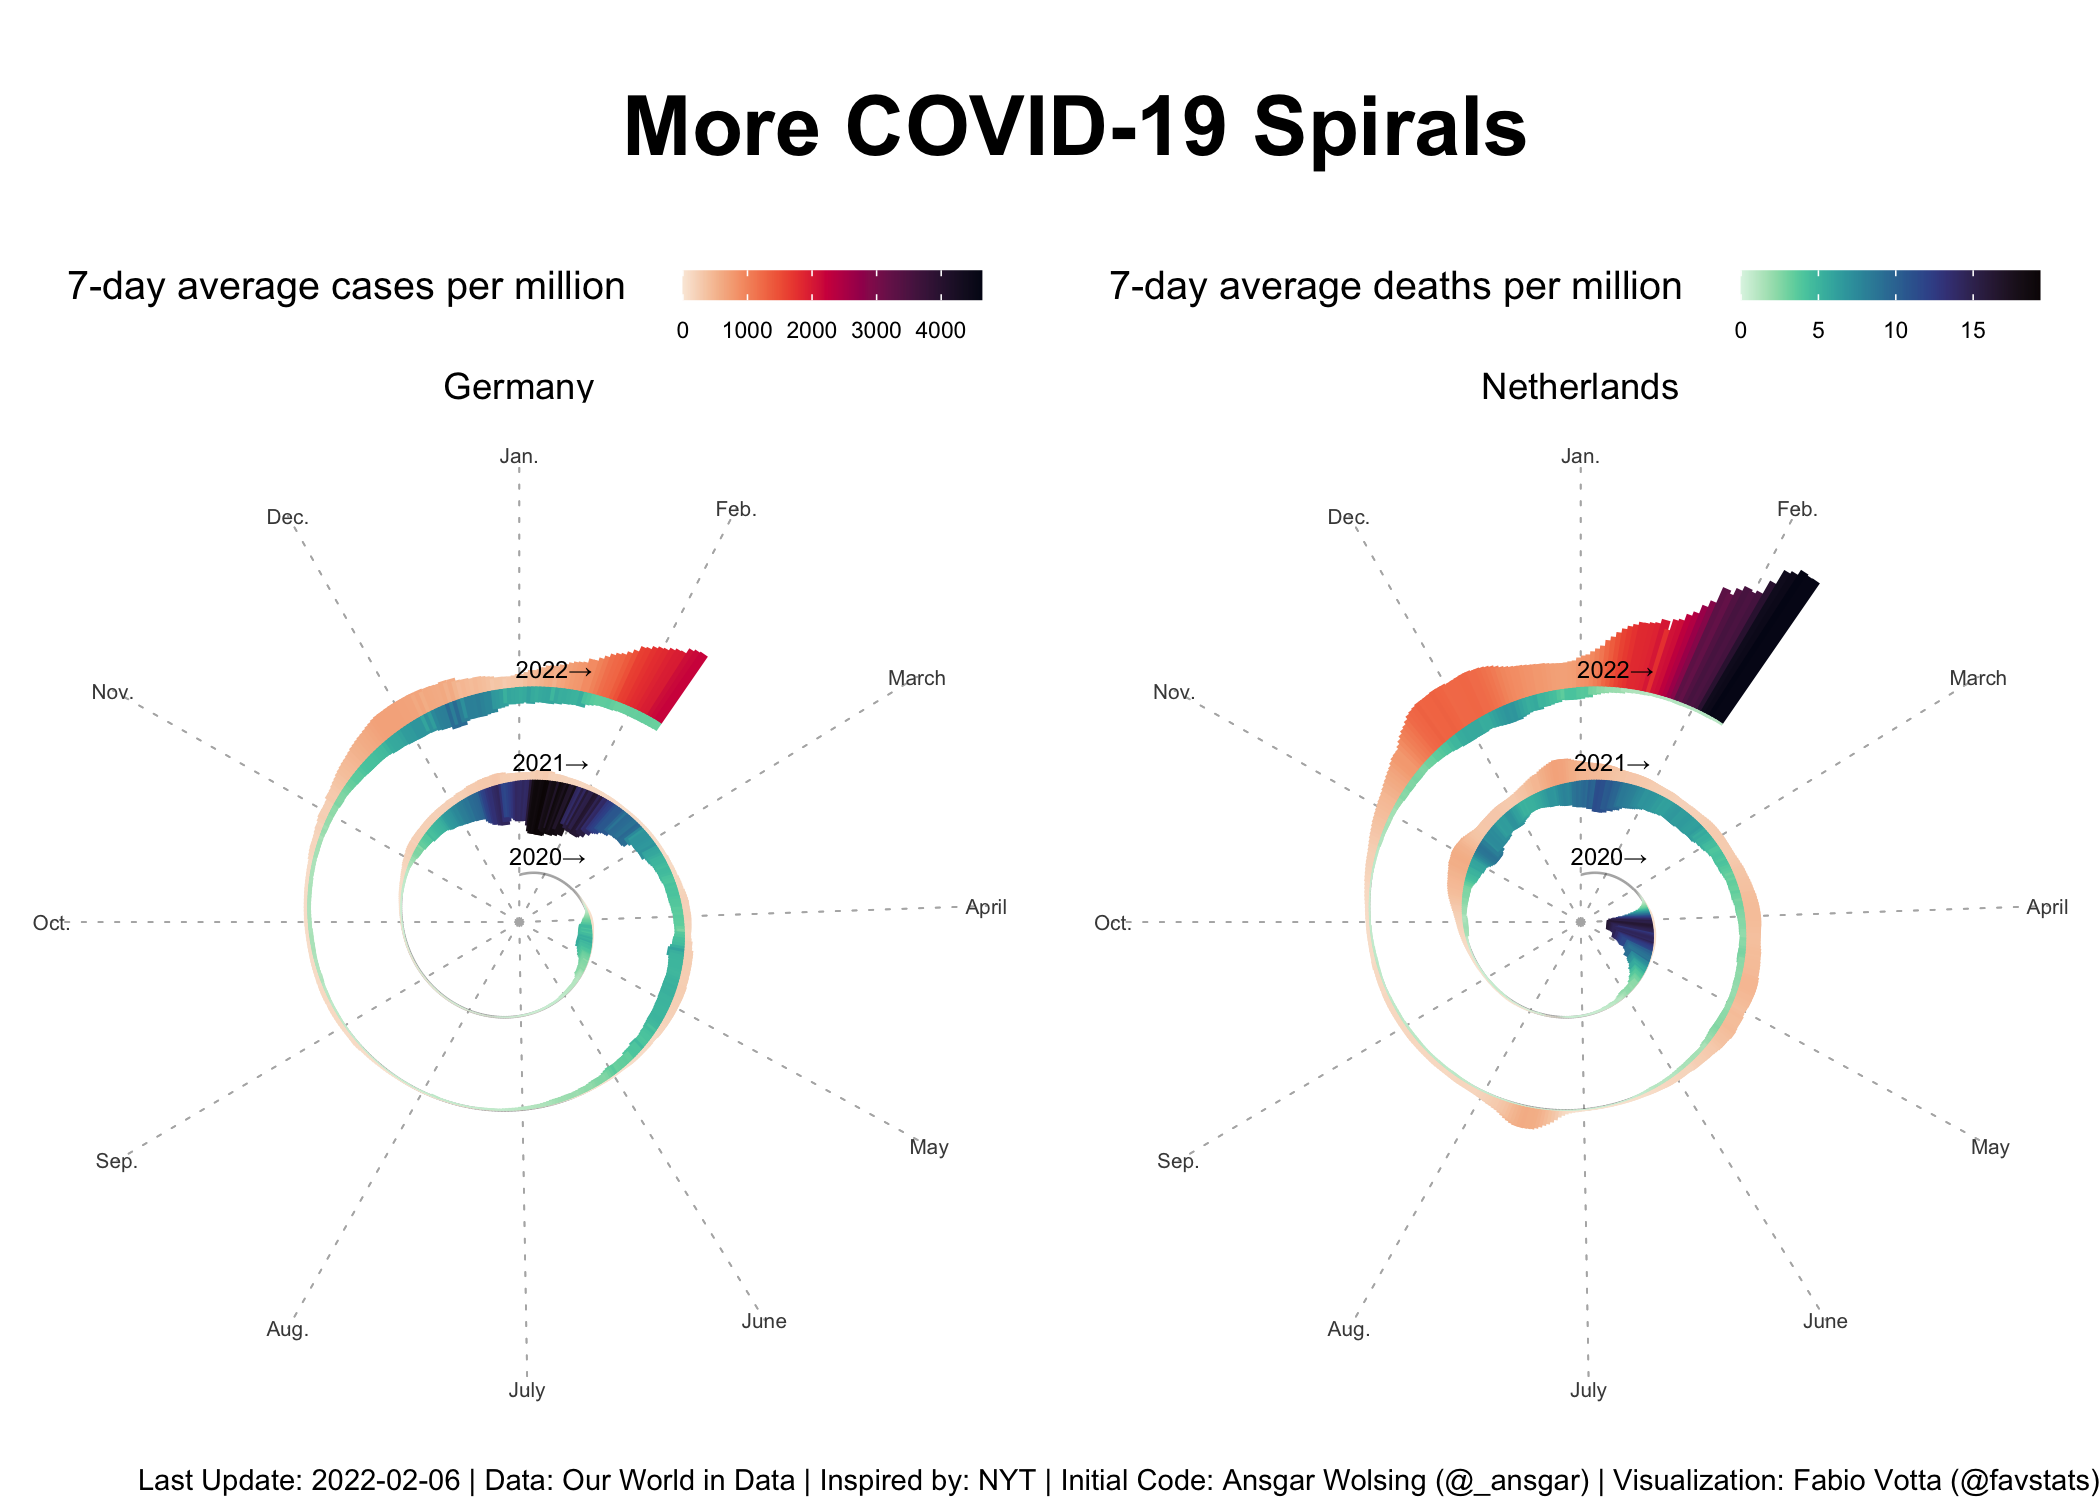 More COVID-19 Spirals
7-day average cases per million
0 1000 2000 3000 4000
7-day average deaths per million
0 5 10 15
Germany
Jan.
Feb.
March
April
May
June
July
Aug.
Sep.
Oct.
Nov.
Dec.
2022→
2021→
2020→
Netherlands
Jan.
Feb.
March
April
May
June
July
Aug.
Sep.
Oct.
Nov.
Dec.
2022→
2021→
2020→
Last Update: 2022-02-06 | Data: Our World in Data | Inspired by: NYT | Initial Code: Ansgar Wolsing (@_ansgar) | Visualization: Fabio Votta (@favstats)